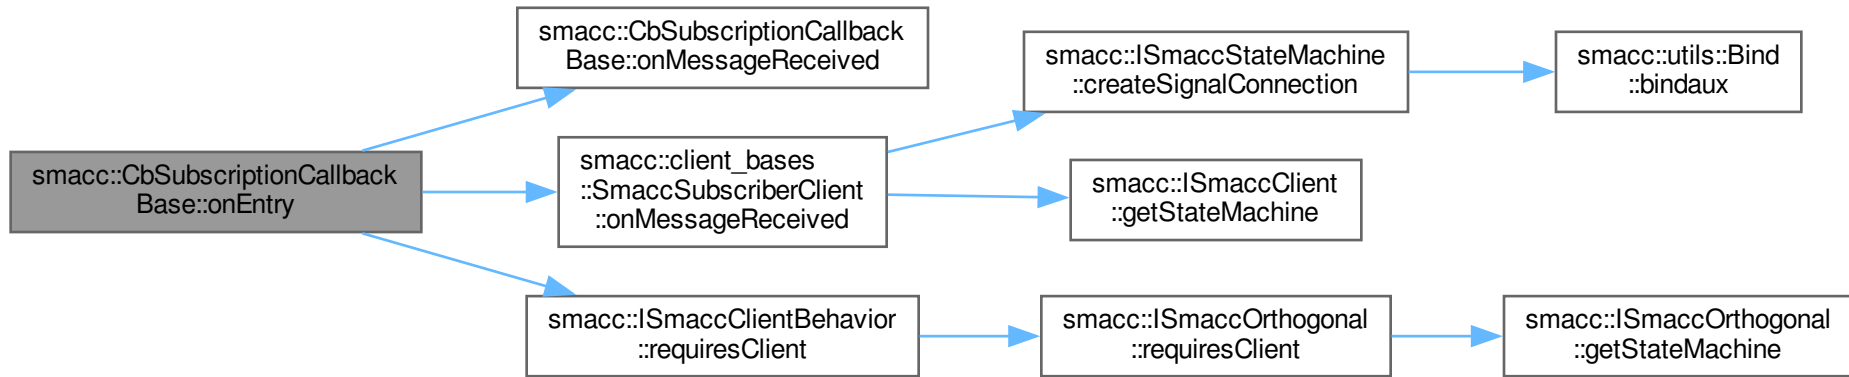 smacc::CbSubscriptionCallback
Base::onEntry
smacc::CbSubscriptionCallback
Base::onMessageReceived
smacc::client_bases
::SmaccSubscriberClient
::onMessageReceived
smacc::ISmaccStateMachine
::createSignalConnection
smacc::utils::Bind
::bindaux
smacc::ISmaccClient
::getStateMachine
smacc::ISmaccClientBehavior
::requiresClient
smacc::ISmaccOrthogonal
::requiresClient
smacc::ISmaccOrthogonal
::getStateMachine